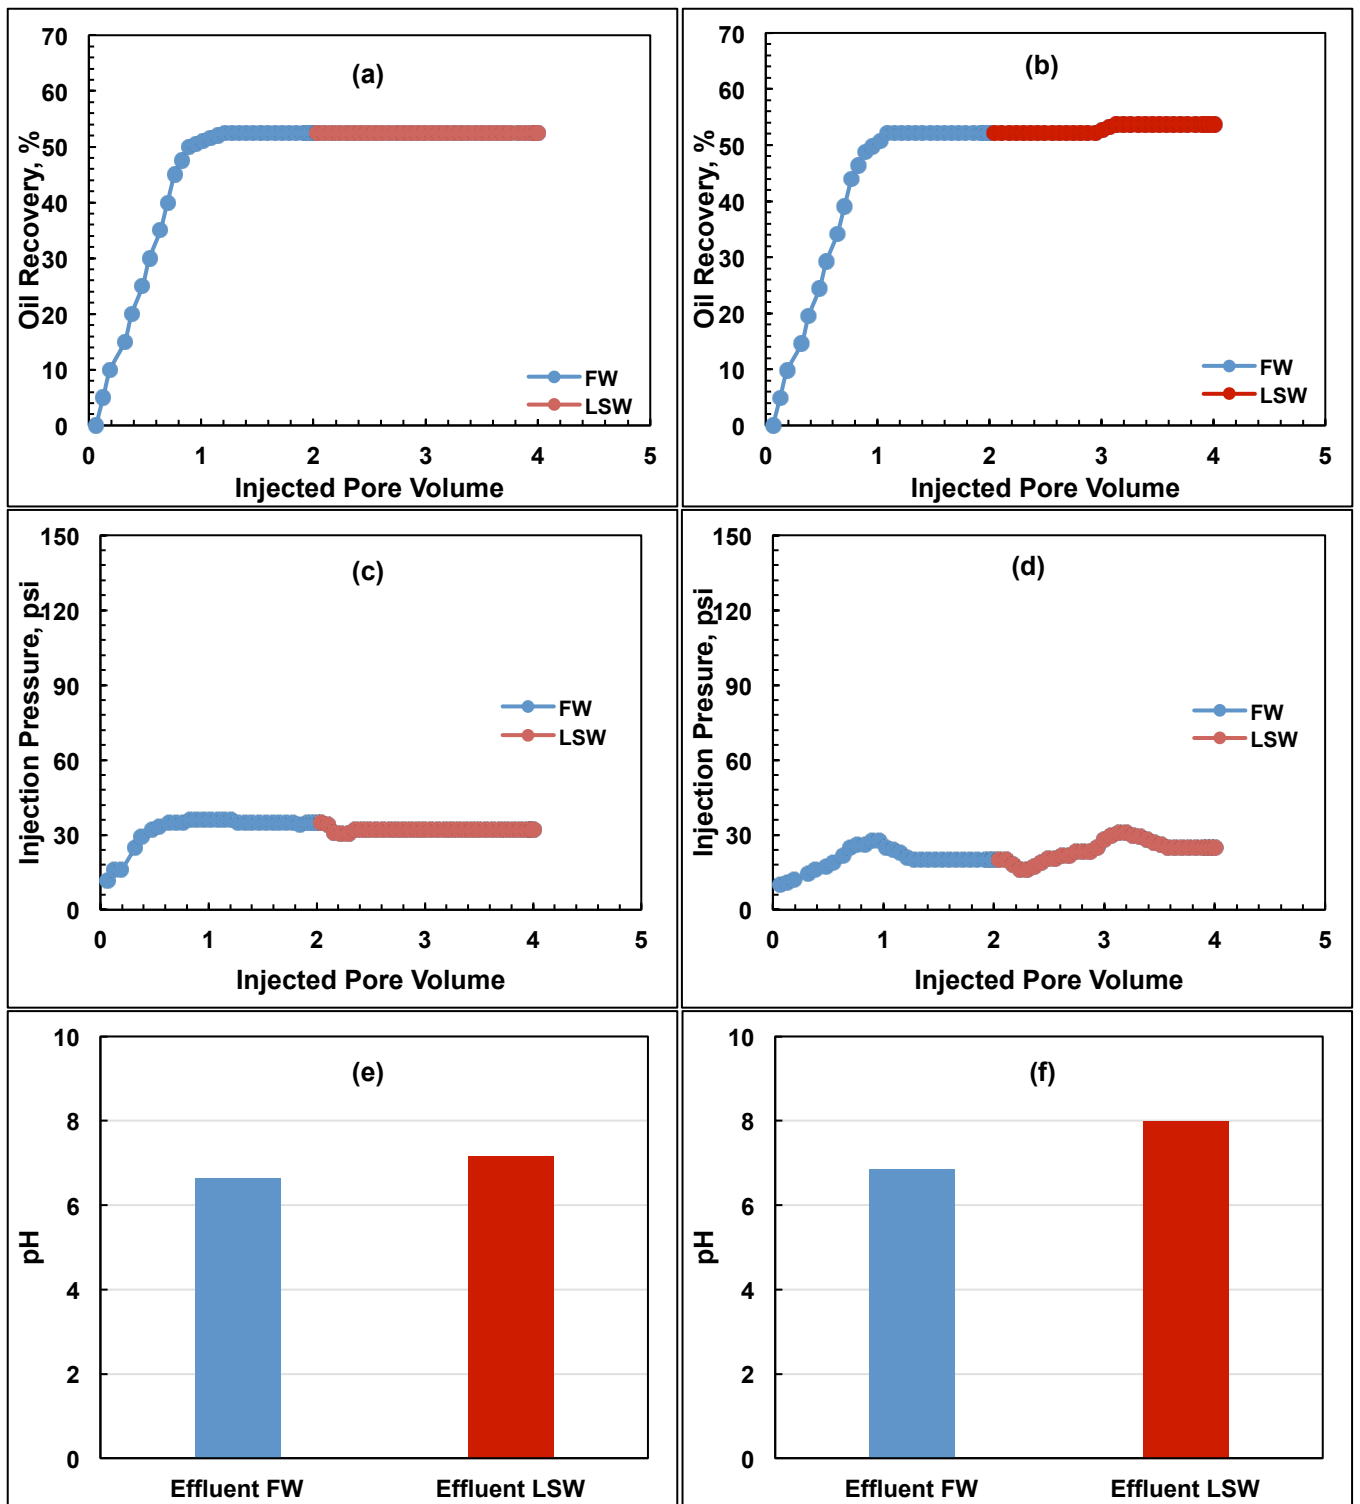 (a)
Oil Recovery, %
70
60
50
40
30
20
10
0
0 1 2 3 4 5
Injected Pore Volume
FW
LSW
(b)
Oil Recovery, %
70
60
50
40
30
20
10
0
0 1 2 3 4 5
Injected Pore Volume
FW
LSW
(c)
Injection Pressure, psi
150
120
90
60
30
0
0 1 2 3 4 5
Injected Pore Volume
FW
LSW
(d)
Injection Presure, psi
150
120
90
60
30
0
0 1 2 3 4 5
Injected Pore Volume
FW
LSW
(e)
pH
10
8
6
4
2
0
Effluent FW Effluent LSW
(f)
pH
10
8
6
4
2
0
Effluent FW Effluent LSW